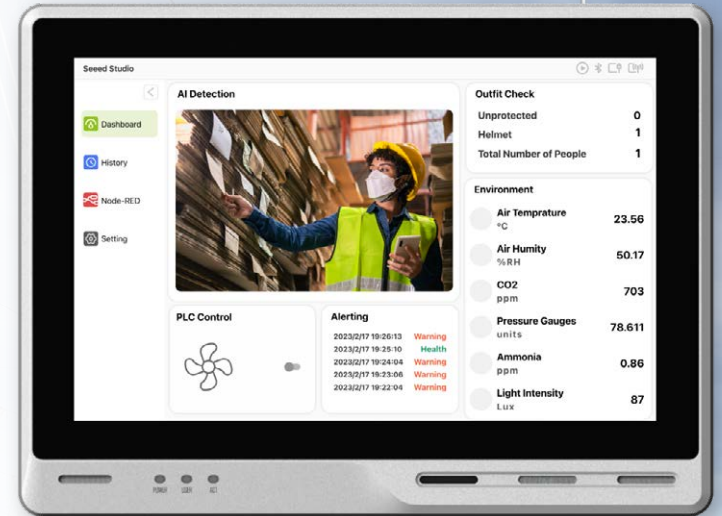 Seeed Studio
Dashboard
History
Node-RED
Setting
AI Detection
PLC Control
Alerting
2023/2/17 19:26:13 Warning
2023/2/17 19:25:10 Health
2023/2/17 19:24:04 Warning
2023/2/17 19:23:06 Warning
2023/2/17 19:22:04 Warning
Outfit Check
Unprotected 0
Helmet 1
Total Number of People 1
Environment
Air Temprature 23.56
°C
Air Humity 50.17
%RH
CO2 703
ppm
Pressure Gauges 78.611
units
Ammonia 0.86
ppm
Light Intensity 87
Lux
POWER USER ACT